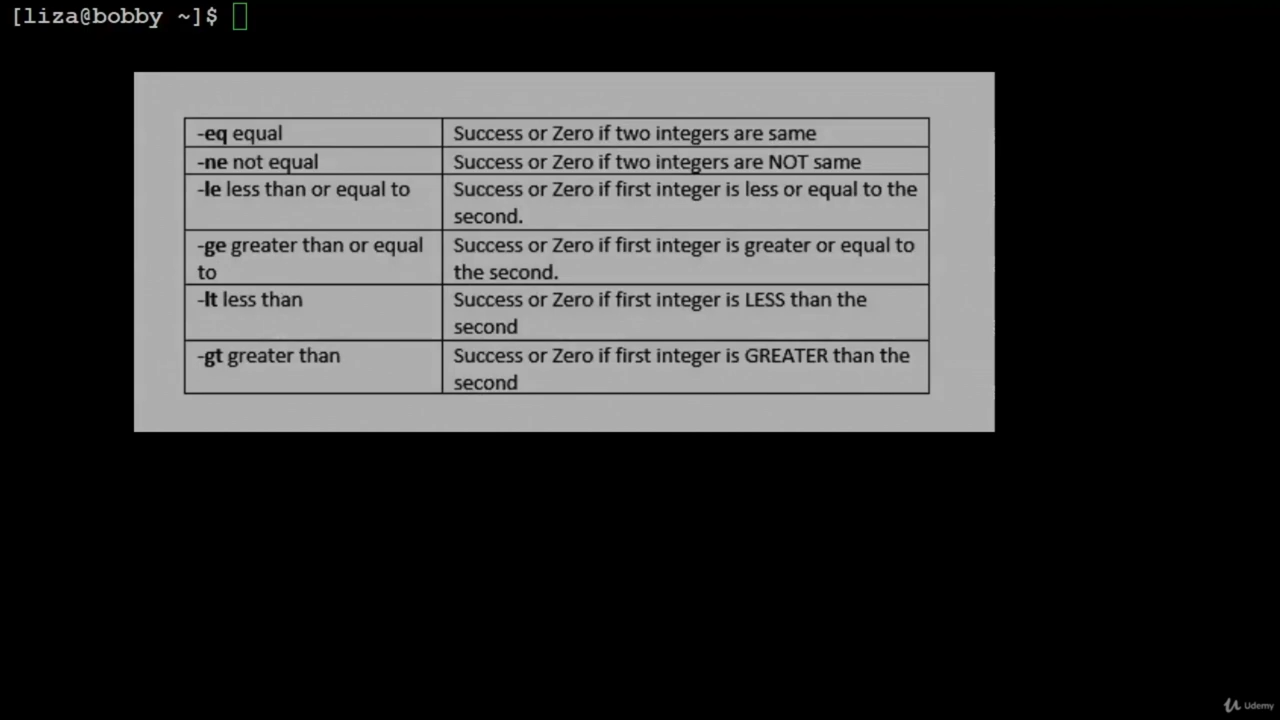 [liza@bobby ~]$
-eq equal Success or Zero if two integers are same
-ne not equal Success or Zero if two integers are NOT same
-le less than or equal to Success or Zero if first integer is less or equal to the
second.
-ge greater than or equal Success or Zero if first integer is greater or equal to
to the second.
-lt less than Success or Zero if first integer is LESS than the
second
-gt greater than Success or Zero if first integer is GREATER than the
second
Udemy